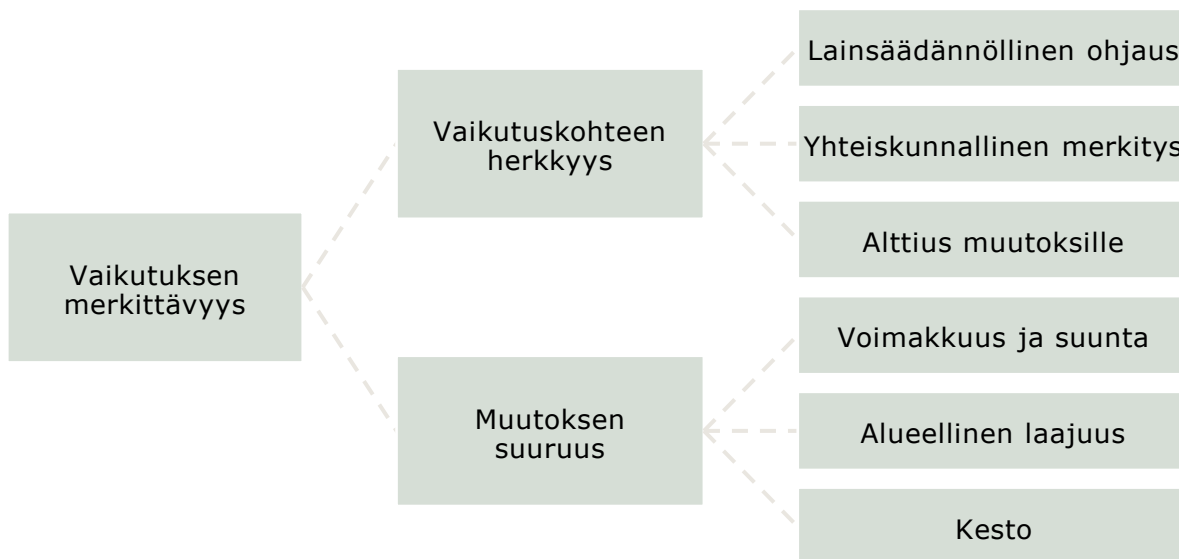 Vaikutuksen
merkittävyys
Vaikutuskohteen
herkkyys
Lainsäädännöllinen ohjaus
Yhteiskunnallinen merkitys
Alttius muutoksille
Muutoksen
suuruus
Voimakkuus ja suunta
Alueellinen laajuus
Kesto